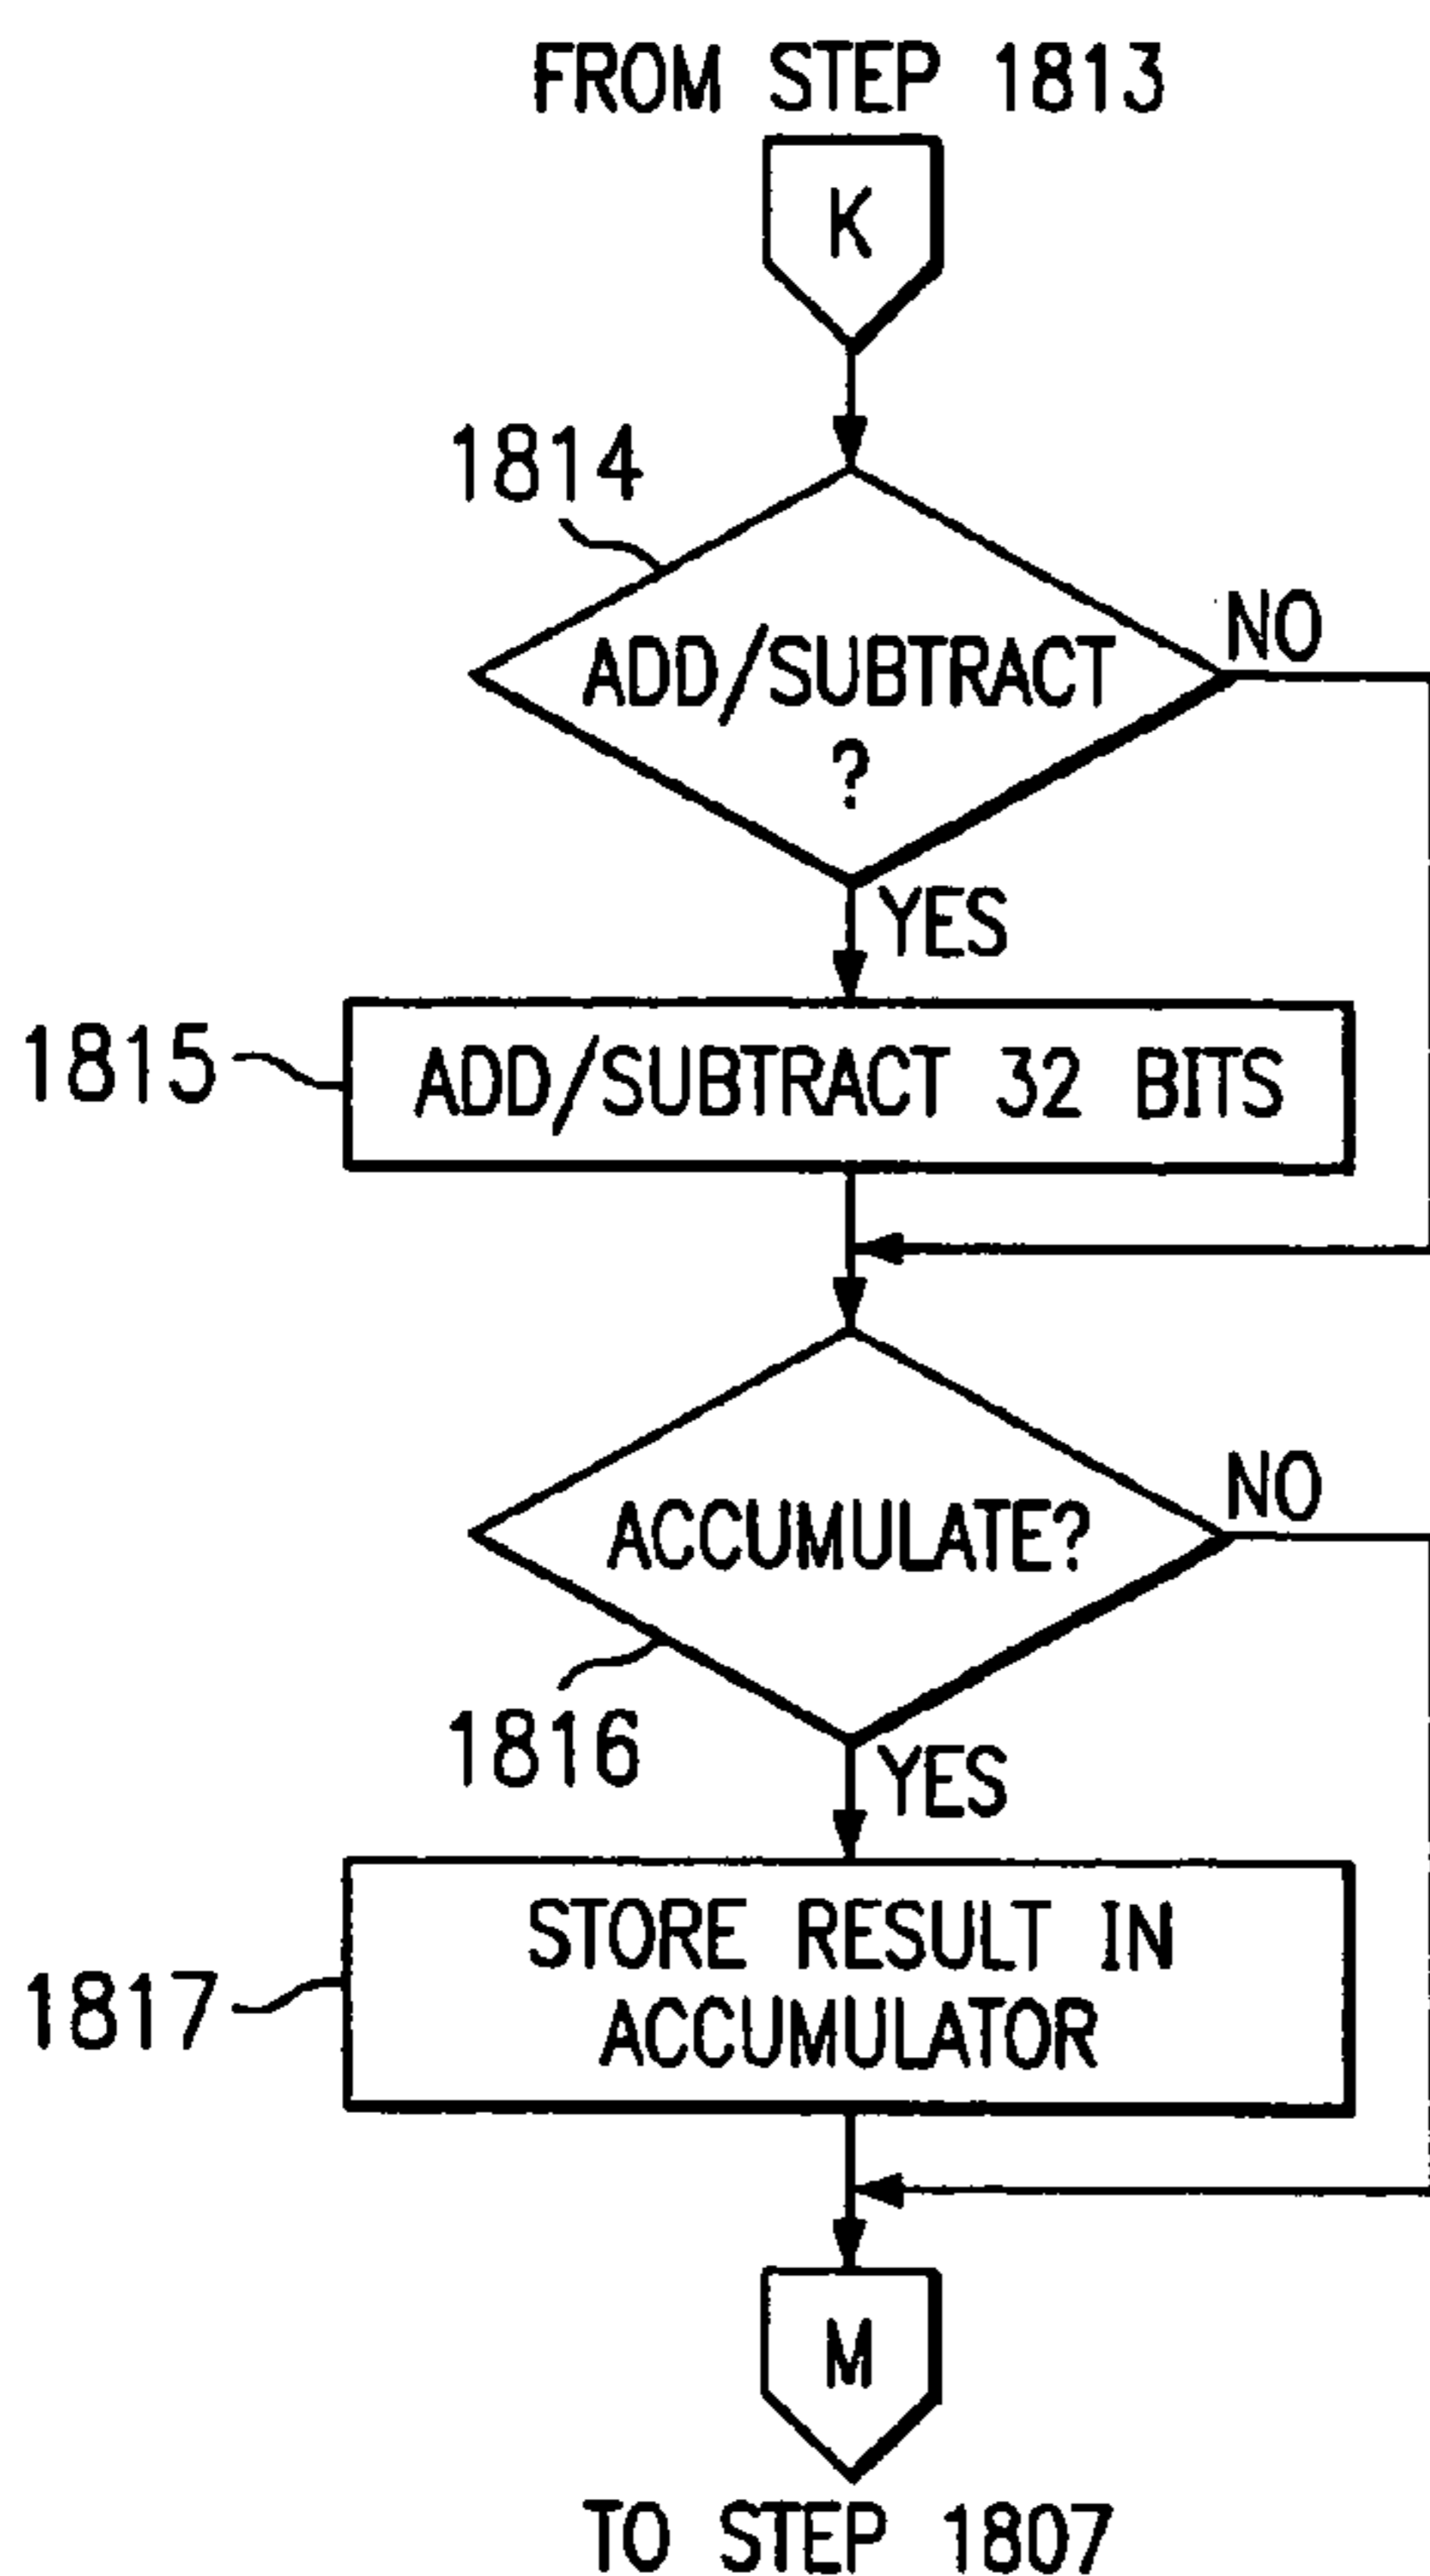 FROM STEP 1813
K
1814
ADD/SUBTRACT
?
NO
YES
1815
ADD/SUBTRACT 32 BITS
ACCUMULATE?
NO
1816
YES
1817
STORE RESULT IN
ACCUMULATOR
M
TO STEP 1807